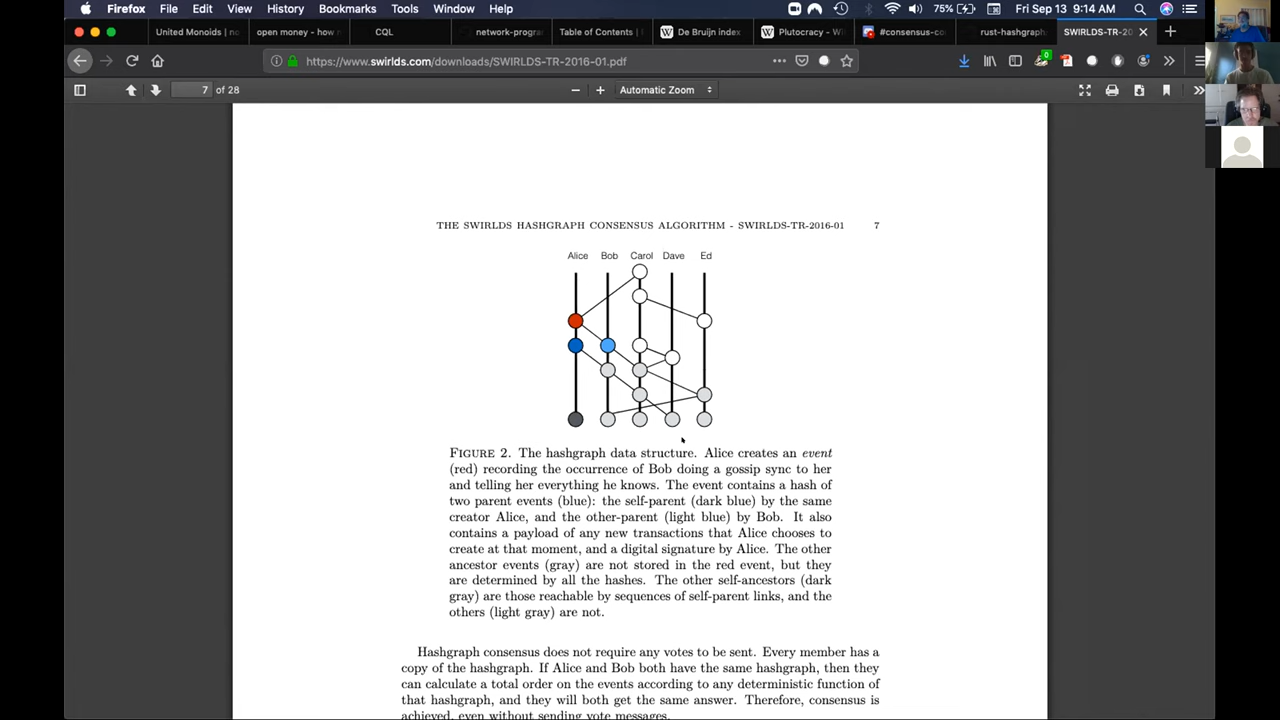 Firefox File Edit View History Bookmarks Tools Window Help 75% Fri Sep 13 9:14 AM
United Monoids | n open money - how CQL network-progra Table of Contents | De Bruijn index Plutocracy - Wi #consensus-co rust-hashgraph SWIRLDS-TR-20
https://www.swirlds.com/downloads/SWIRLDS-TR-2016-01.pdf
7 of 28 Automatic Zoom
THE SWIRLDS HASHGRAPH CONSENSUS ALGORITHM - SWIRLDS-TR-2016-01 7
Alice Bob Carol Dave Ed
FIGURE 2. The hashgraph data structure. Alice creates an event
(red) recording the occurrence of Bob doing a gossip sync to her
and telling her everything he knows. The event contains a hash of
two parent events (blue): the self-parent (dark blue) by the same
creator Alice, and the other-parent (light blue) by Bob. It also
contains a payload of any new transactions that Alice chooses to
create at that moment, and a digital signature by Alice. The other
ancestor events (gray) are not stored in the red event, but they
are determined by all the hashes. The other self-ancestors (dark
gray) are those reachable by sequences of self-parent links, and the
others (light gray) are not.
Hashgraph consensus does not require any votes to be sent. Every member has a
copy of the hashgraph. If Alice and Bob both have the same hashgraph, then they
can calculate a total order on the events according to any deterministic function of
that hashgraph, and they will both get the same answer. Therefore, consensus is
achieved, even without sending vote messages.